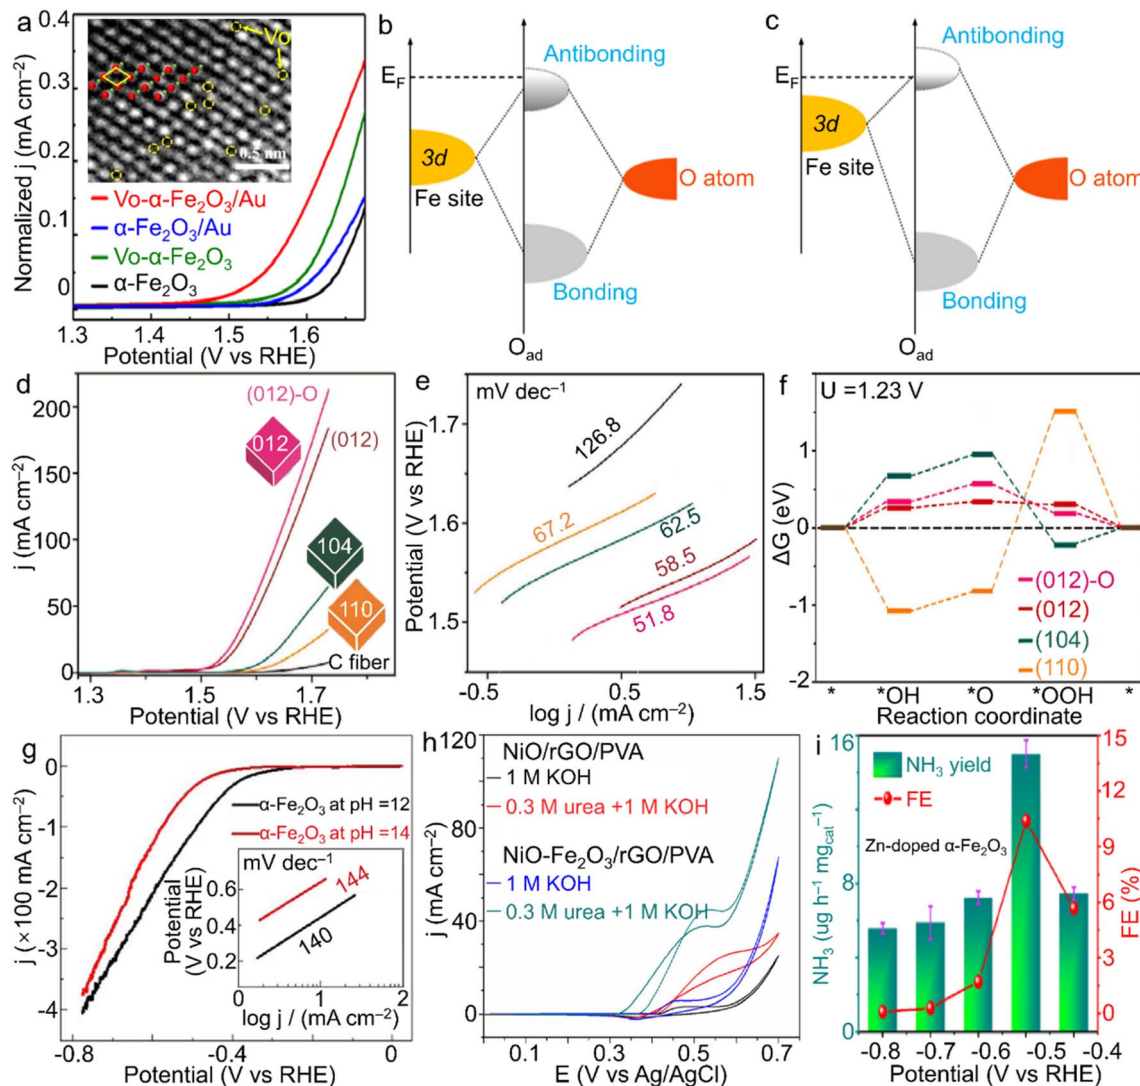 a
0.4
0.3
0.2
0.1
0
Normalized j (mA cm⁻²)
Vo
0.5 nm
Vo-α-Fe₂O₃/Au
α-Fe₂O₃/Au
Vo-α-Fe₂O₃
α-Fe₂O₃
1.3 1.4 1.5 1.6
Potential (V vs RHE)
b
E_F
Antibonding
3d
Fe site
O atom
Bonding
O_ad
c
E_F
Antibonding
3d
Fe site
O atom
Bonding
O_ad
d
200
150
100
50
0
j (mA cm⁻²)
(012)-O
012
(012)
104
110
C fiber
1.3 1.4 1.5 1.6 1.7 1.8
Potential (V vs RHE)
e
mV dec⁻¹
1.7
1.6
1.5
Potential (V vs RHE)
126.8
67.2
62.5
58.5
51.8
-0.5 0.5 1.5
log j / (mA cm⁻²)
f
U =1.23 V
1
0
-1
-2
ΔG (eV)
(012)-O
(012)
(104)
(110)
* *OH *O *OOH *
Reaction coordinate
g
0
-1
-2
-3
-4
j (×100 mA cm⁻²)
α-Fe₂O₃ at pH =12
α-Fe₂O₃ at pH =14
mV dec⁻¹
0.6
0.4
0.2
Potential
(V vs RHE)
144
140
0 1 2
log j / (mA cm⁻²)
-0.8 -0.4 0
Potential (V vs RHE)
h
120
80
40
0
j (mA cm⁻²)
NiO/rGO/PVA
1 M KOH
0.3 M urea +1 M KOH
NiO-Fe₂O₃/rGO/PVA
1 M KOH
0.3 M urea +1 M KOH
0.1 0.3 0.5 0.7
E (V vs Ag/AgCl)
i
16
8
0
NH₃ (ug h⁻¹ mg_cat⁻¹)
NH₃ yield
FE
Zn-doped α-Fe₂O₃
15
12
9
6
3
0
FE (%)
-0.8 -0.7 -0.6 -0.5 -0.4
Potential (V vs RHE)